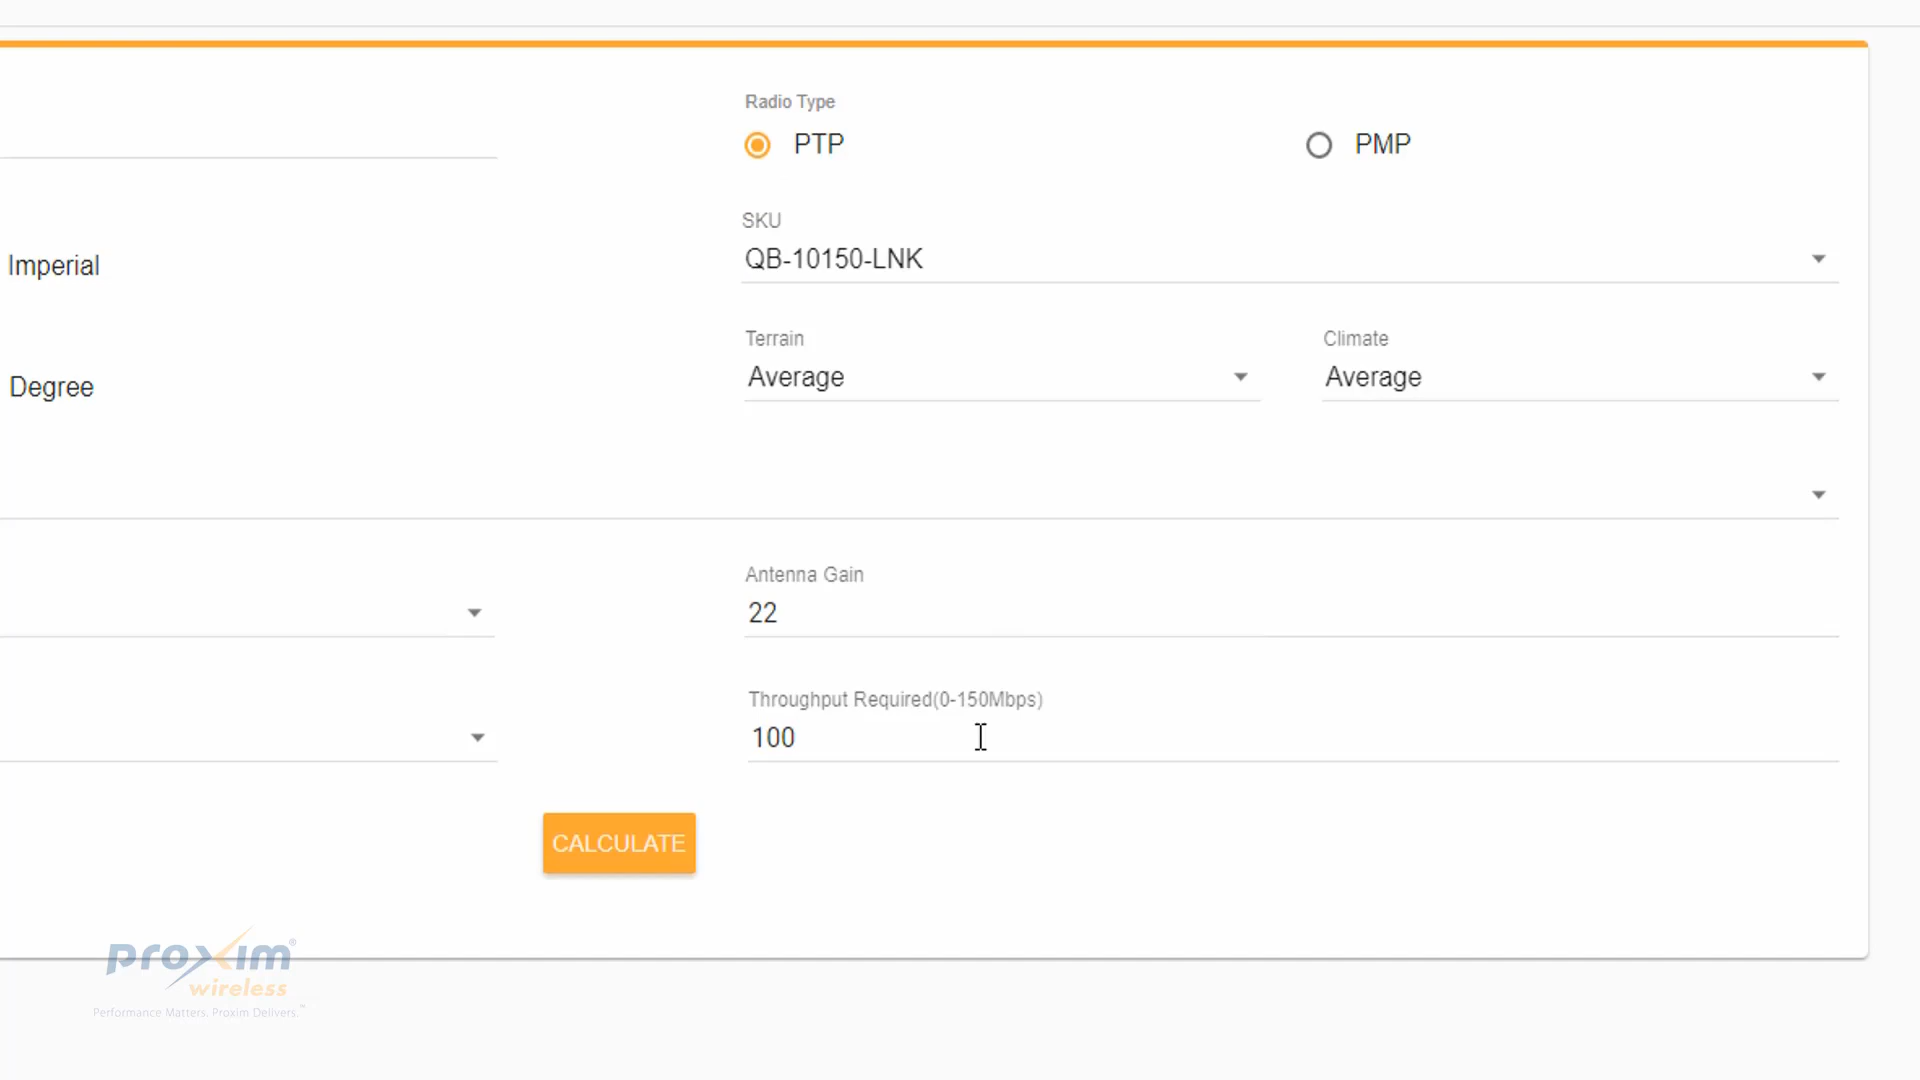 Radio Type
PTP
PMP
SKU
QB-10150-LNK
Imperial
Terrain
Average
Climate
Average
Degree
Antenna Gain
22
Throughput Required(0-150Mbps)
100
CALCULATE
proxim®
wireless
Performance Matters. Proxim Delivers.™